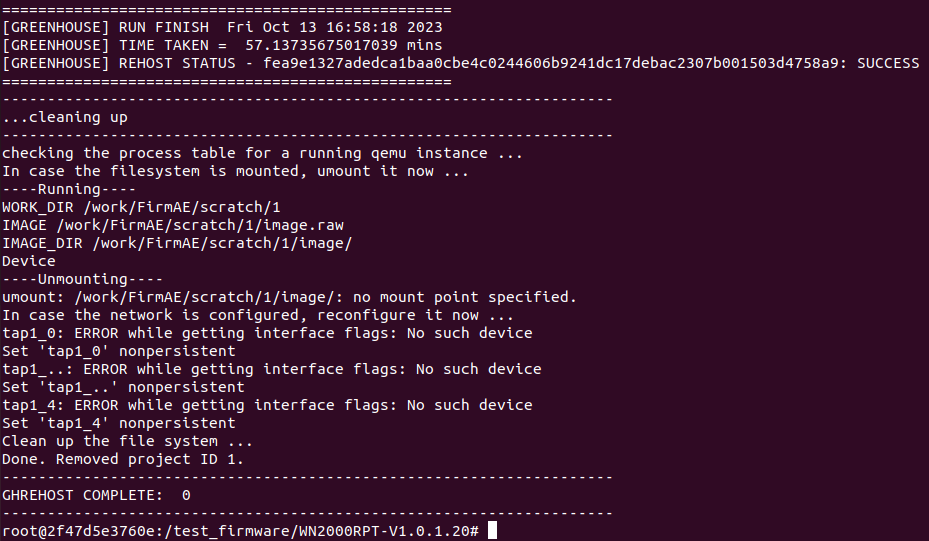 ==================================================
[GREENHOUSE] RUN FINISH  Fri Oct 13 16:58:18 2023
[GREENHOUSE] TIME TAKEN =  57.13735675017039 mins
[GREENHOUSE] REHOST STATUS - fea9e1327adedca1baa0cbe4c0244606b9241dc17debac2307b001503d4758a9: SUCCESS
==================================================
--------------------------------------------------------------------
...cleaning up
--------------------------------------------------------------------
checking the process table for a running qemu instance ...
In case the filesystem is mounted, umount it now ...
----Running----
WORK_DIR /work/FirmAE/scratch/1
IMAGE /work/FirmAE/scratch/1/image.raw
IMAGE_DIR /work/FirmAE/scratch/1/image/
Device
----Unmounting----
umount: /work/FirmAE/scratch/1/image/: no mount point specified.
In case the network is configured, reconfigure it now ...
tap1_0: ERROR while getting interface flags: No such device
Set 'tap1_0' nonpersistent
tap1_..: ERROR while getting interface flags: No such device
Set 'tap1_..' nonpersistent
tap1_4: ERROR while getting interface flags: No such device
Set 'tap1_4' nonpersistent
Clean up the file system ...
Done. Removed project ID 1.
--------------------------------------------------------------------
GHREHOST COMPLETE:  0
--------------------------------------------------------------------
root@2f47d5e3760e:/test_firmware/WN2000RPT-V1.0.1.20#